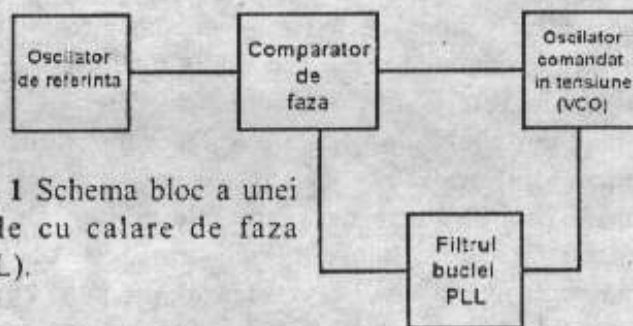 Oscilator
de referinta
Comparator
de
faza
Oscilator
comandat
in tensiune
(VCO)
1 Schema bloc a unei
le cu calare de faza
L).
Filtrul
buclei
PLL